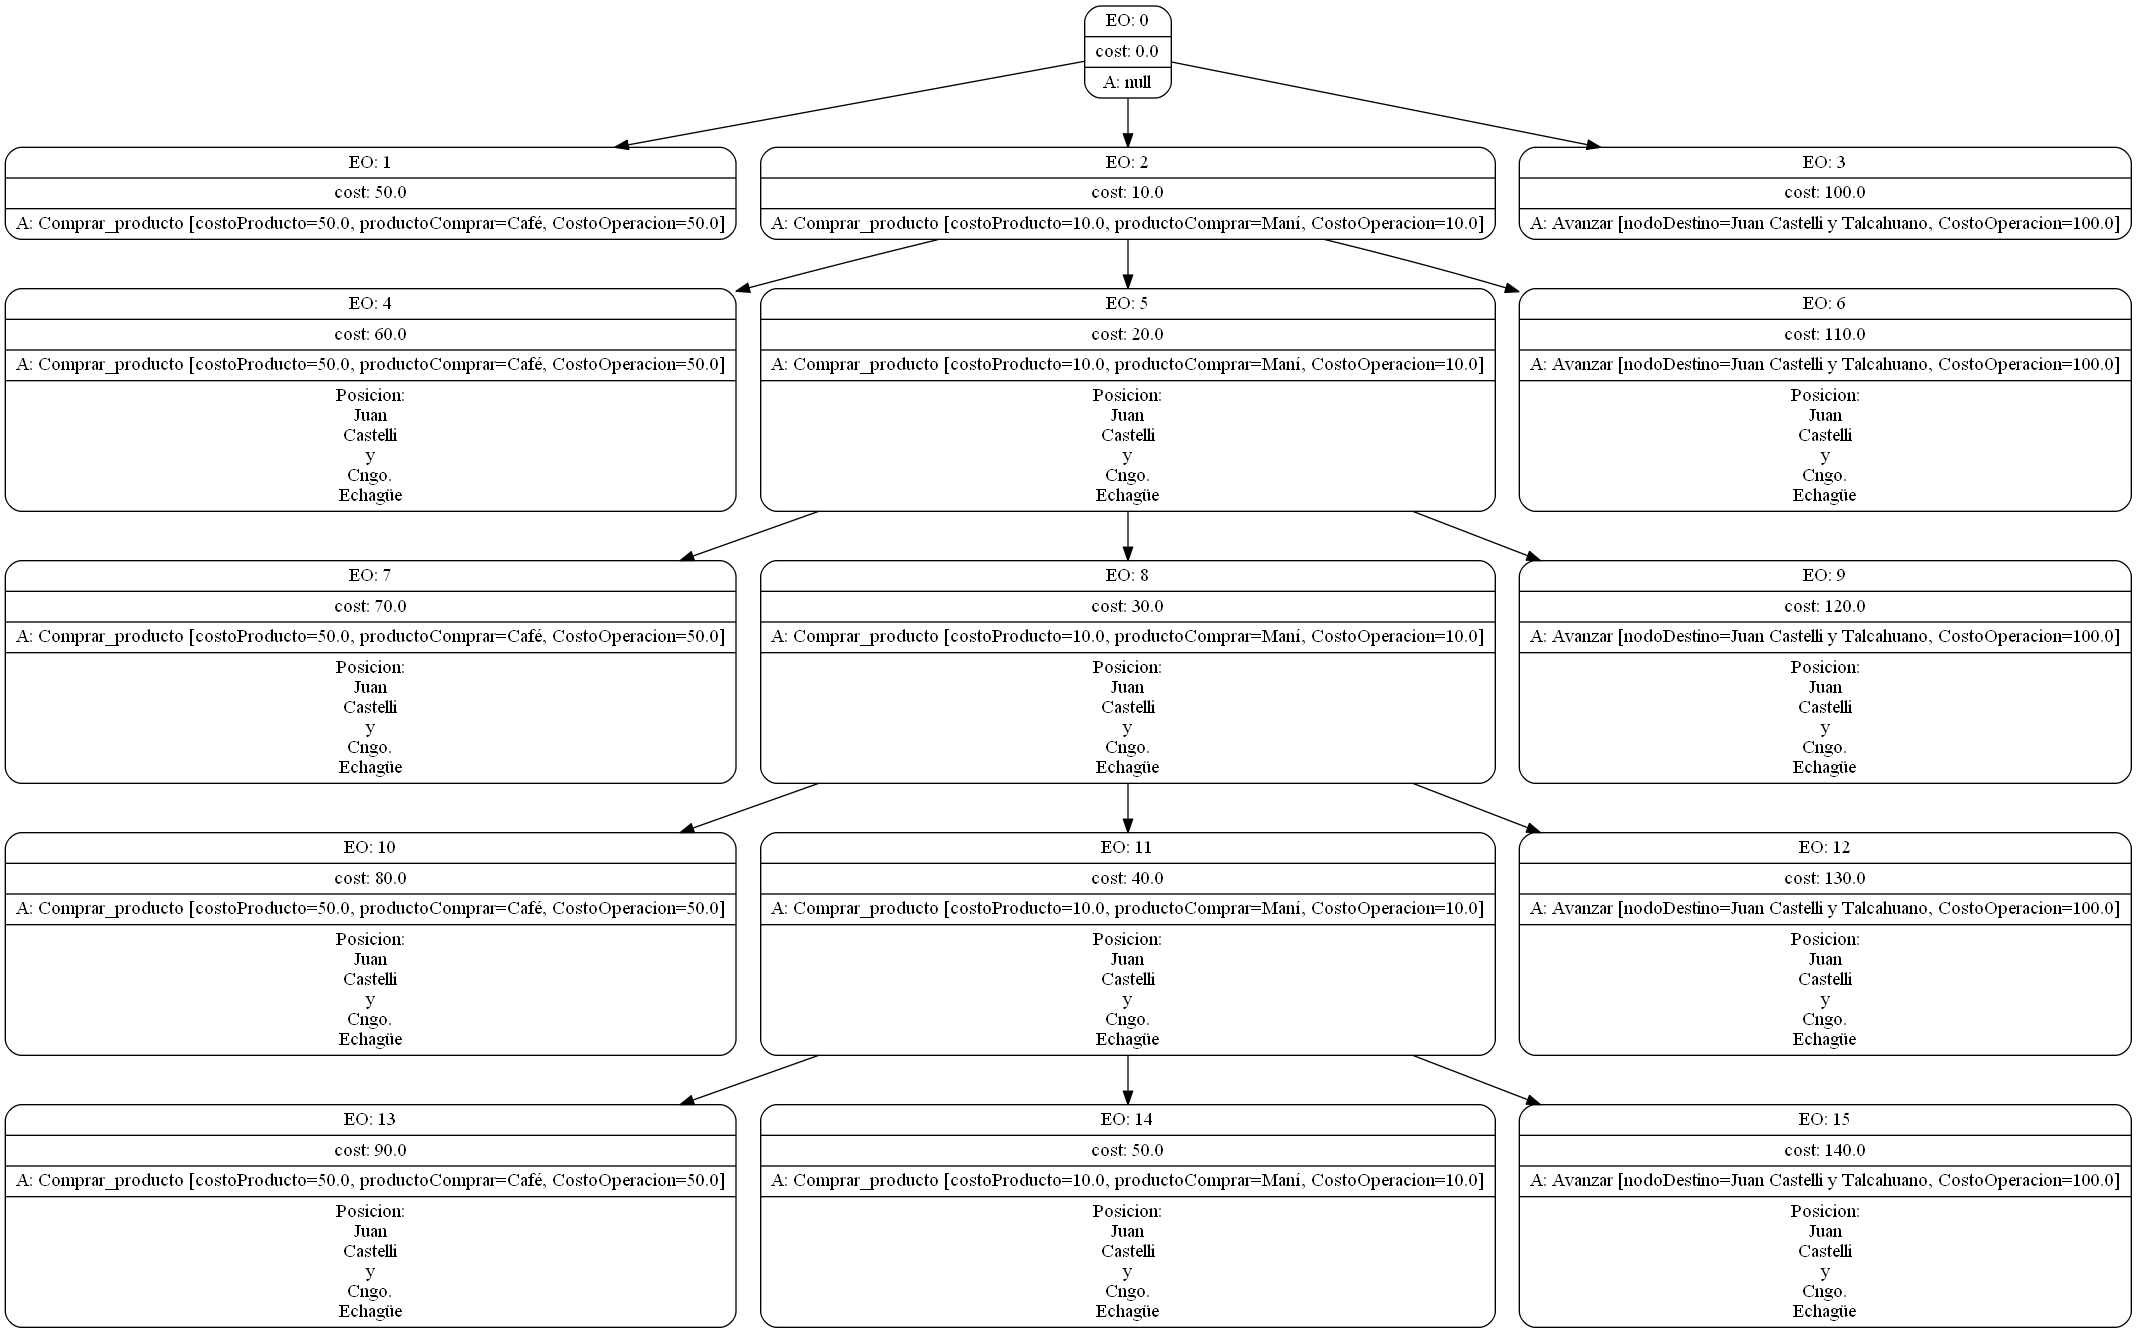 EO: 0
cost: 0.0
A: null
EO: 1
cost: 50.0
A: Comprar_producto [costoProducto=50.0, productoComprar=Café, CostoOperacion=50.0]
EO: 2
cost: 10.0
A: Comprar_producto [costoProducto=10.0, productoComprar=Maní, CostoOperacion=10.0]
EO: 3
cost: 100.0
A: Avanzar [nodoDestino=Juan Castelli y Talcahuano, CostoOperacion=100.0]
EO: 4
cost: 60.0
A: Comprar_producto [costoProducto=50.0, productoComprar=Café, CostoOperacion=50.0]
Posicion:
Juan
Castelli
y
Cngo.
Echagüe
EO: 5
cost: 20.0
A: Comprar_producto [costoProducto=10.0, productoComprar=Maní, CostoOperacion=10.0]
Posicion:
Juan
Castelli
y
Cngo.
Echagüe
EO: 6
cost: 110.0
A: Avanzar [nodoDestino=Juan Castelli y Talcahuano, CostoOperacion=100.0]
Posicion:
Juan
Castelli
y
Cngo.
Echagüe
EO: 7
cost: 70.0
A: Comprar_producto [costoProducto=50.0, productoComprar=Café, CostoOperacion=50.0]
Posicion:
Juan
Castelli
y
Cngo.
Echagüe
EO: 8
cost: 30.0
A: Comprar_producto [costoProducto=10.0, productoComprar=Maní, CostoOperacion=10.0]
Posicion:
Juan
Castelli
y
Cngo.
Echagüe
EO: 9
cost: 120.0
A: Avanzar [nodoDestino=Juan Castelli y Talcahuano, CostoOperacion=100.0]
Posicion:
Juan
Castelli
y
Cngo.
Echagüe
EO: 10
cost: 80.0
A: Comprar_producto [costoProducto=50.0, productoComprar=Café, CostoOperacion=50.0]
Posicion:
Juan
Castelli
y
Cngo.
Echagüe
EO: 11
cost: 40.0
A: Comprar_producto [costoProducto=10.0, productoComprar=Maní, CostoOperacion=10.0]
Posicion:
Juan
Castelli
y
Cngo.
Echagüe
EO: 12
cost: 130.0
A: Avanzar [nodoDestino=Juan Castelli y Talcahuano, CostoOperacion=100.0]
Posicion:
Juan
Castelli
y
Cngo.
Echagüe
EO: 13
cost: 90.0
A: Comprar_producto [costoProducto=50.0, productoComprar=Café, CostoOperacion=50.0]
Posicion:
Juan
Castelli
y
Cngo.
Echagüe
EO: 14
cost: 50.0
A: Comprar_producto [costoProducto=10.0, productoComprar=Maní, CostoOperacion=10.0]
Posicion:
Juan
Castelli
y
Cngo.
Echagüe
EO: 15
cost: 140.0
A: Avanzar [nodoDestino=Juan Castelli y Talcahuano, CostoOperacion=100.0]
Posicion:
Juan
Castelli
y
Cngo.
Echagüe